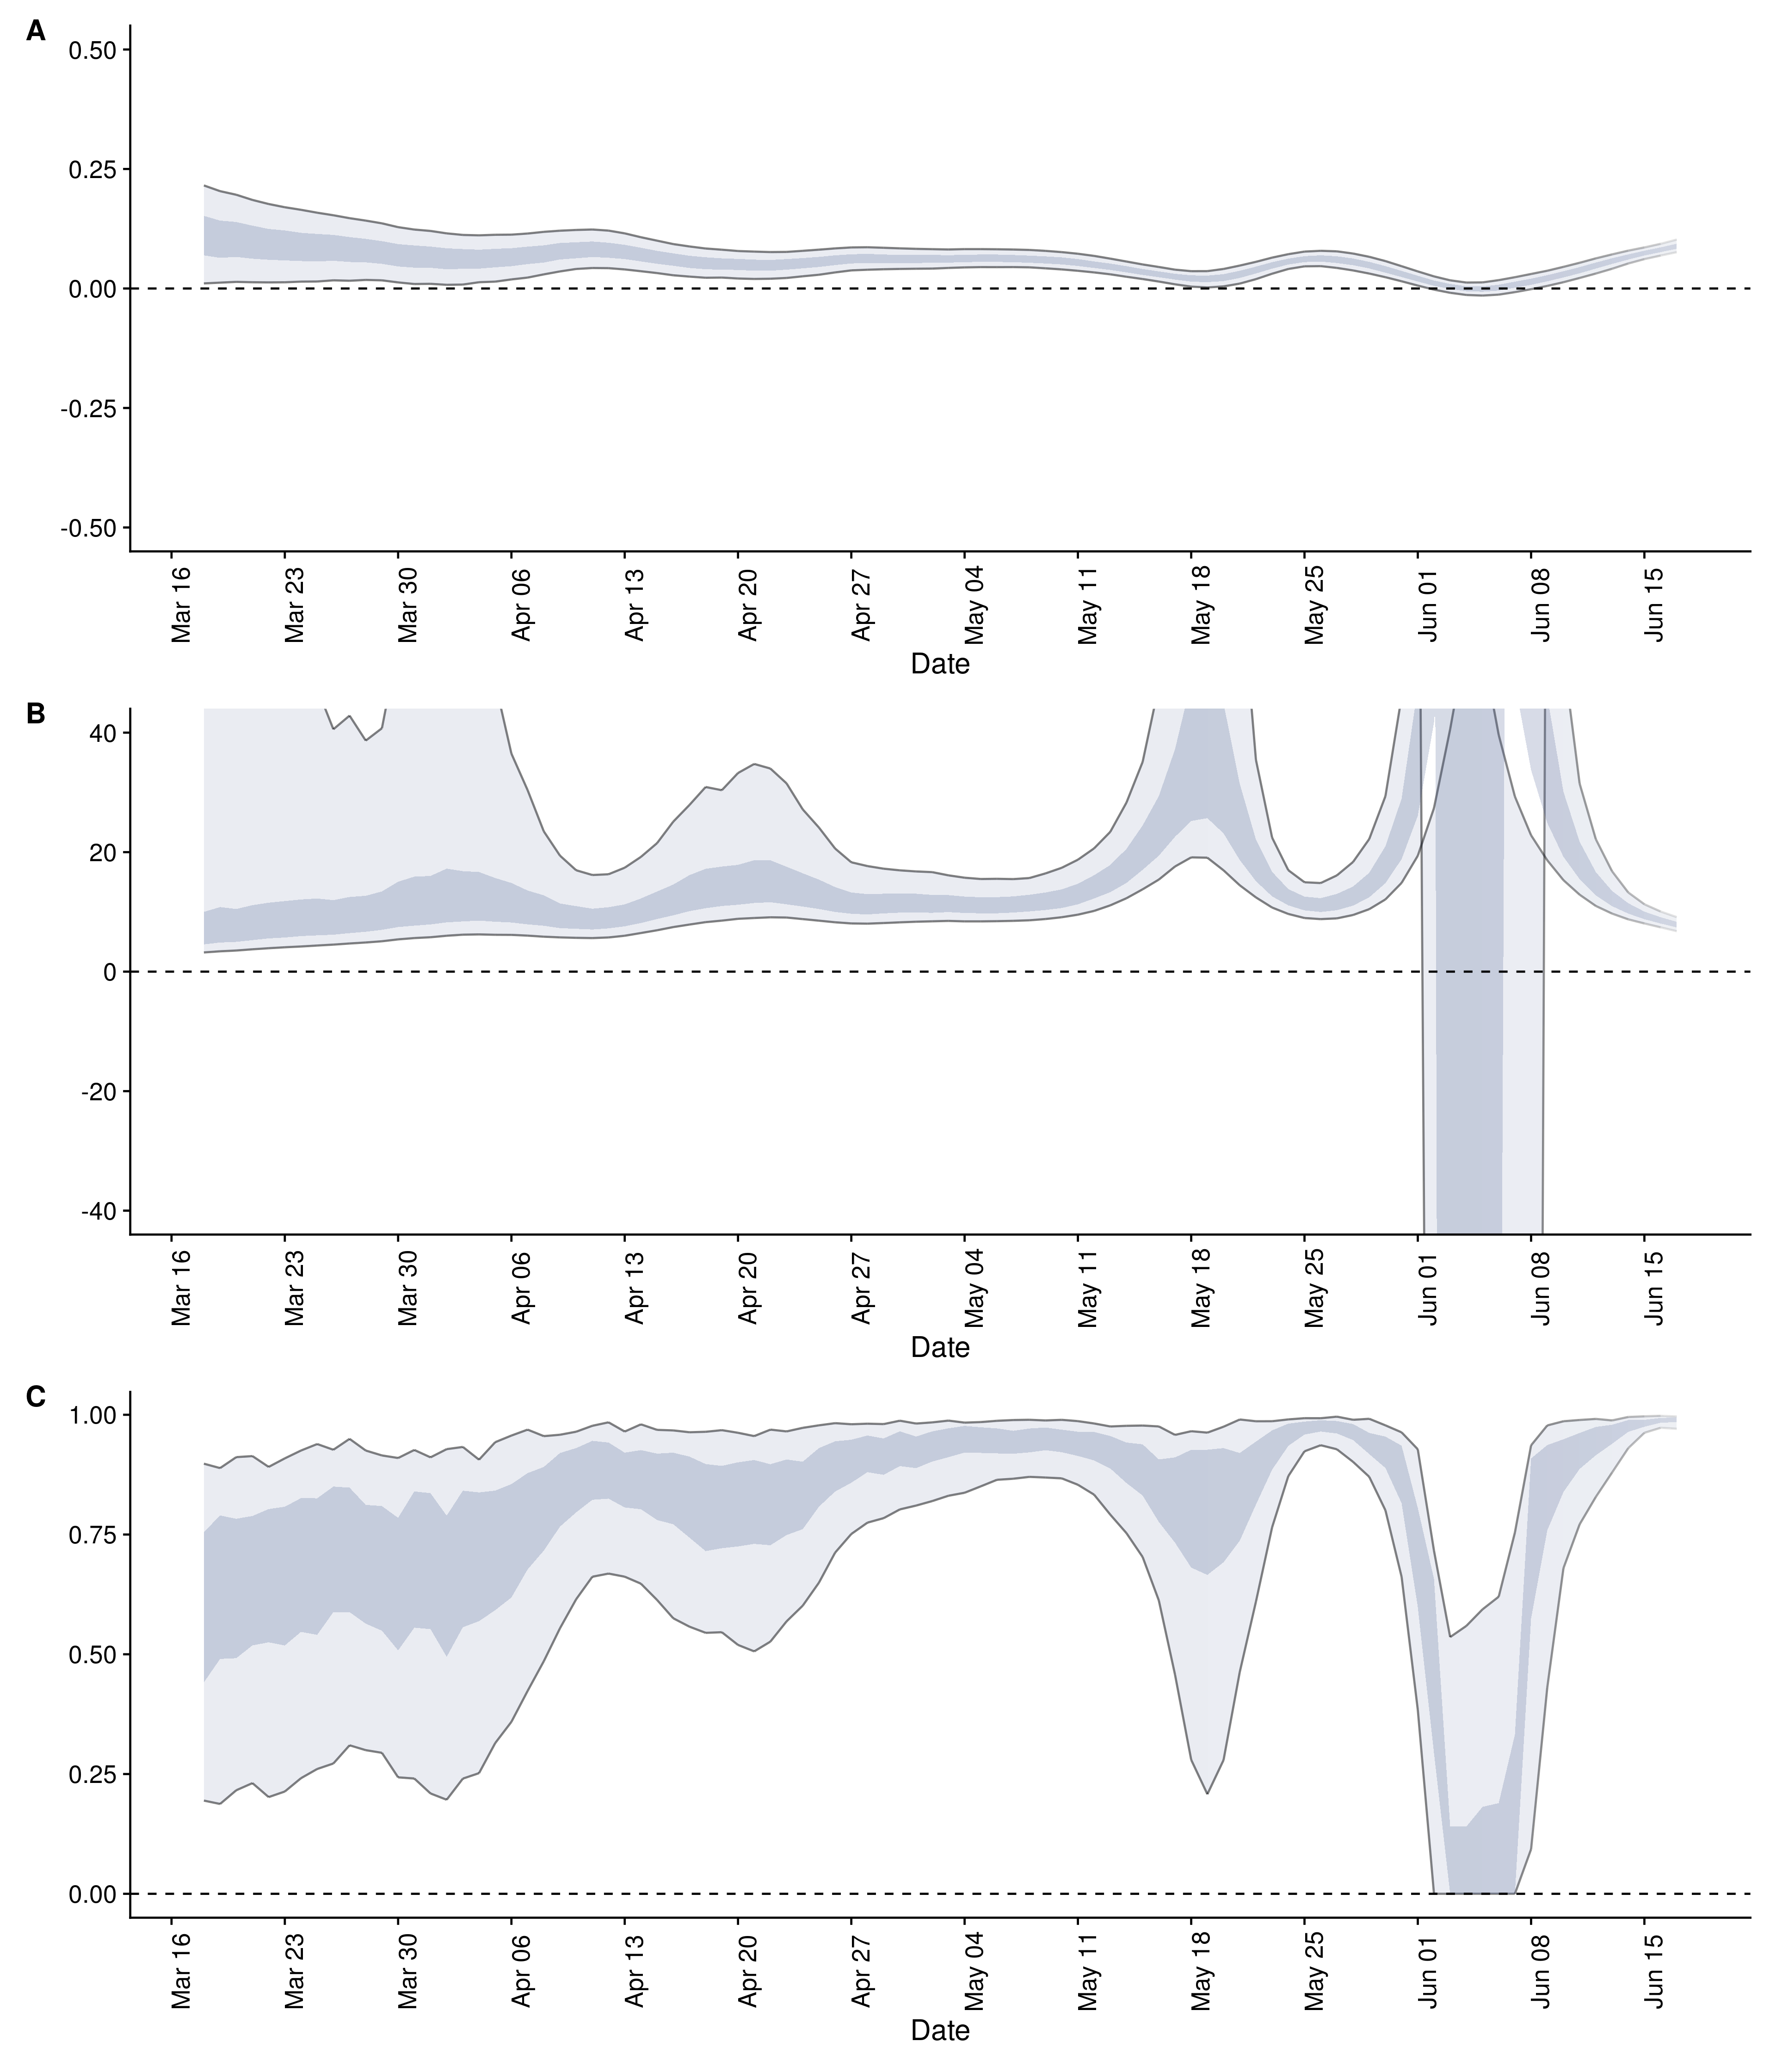 A
0.50
0.25
0.00
-0.25
-0.50
Mar 16
Mar 23
Mar 30
Apr 06
Apr 13
Apr 20
Apr 27
May 04
May 11
May 18
May 25
Jun 01
Jun 08
Jun 15
Date
B
40
20
0
-20
-40
Mar 16
Mar 23
Mar 30
Apr 06
Apr 13
Apr 20
Apr 27
May 04
May 11
May 18
May 25
Jun 01
Jun 08
Jun 15
Date
C
1.00
0.75
0.50
0.25
0.00
Mar 16
Mar 23
Mar 30
Apr 06
Apr 13
Apr 20
Apr 27
May 04
May 11
May 18
May 25
Jun 01
Jun 08
Jun 15
Date